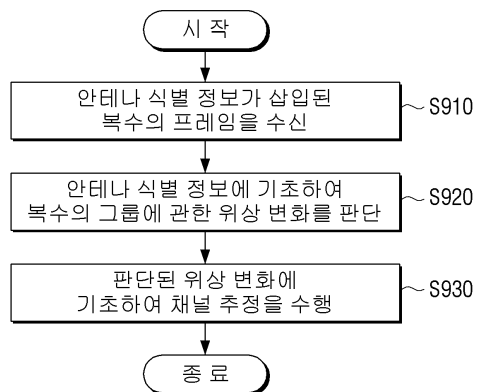 시 작
안테나 식별 정보가 삽입된
복수의 프레임을 수신
S910
안테나 식별 정보에 기초하여
복수의 그룹에 관한 위상 변화를 판단
S920
판단된 위상 변화에
기초하여 채널 추정을 수행
S930
종 료